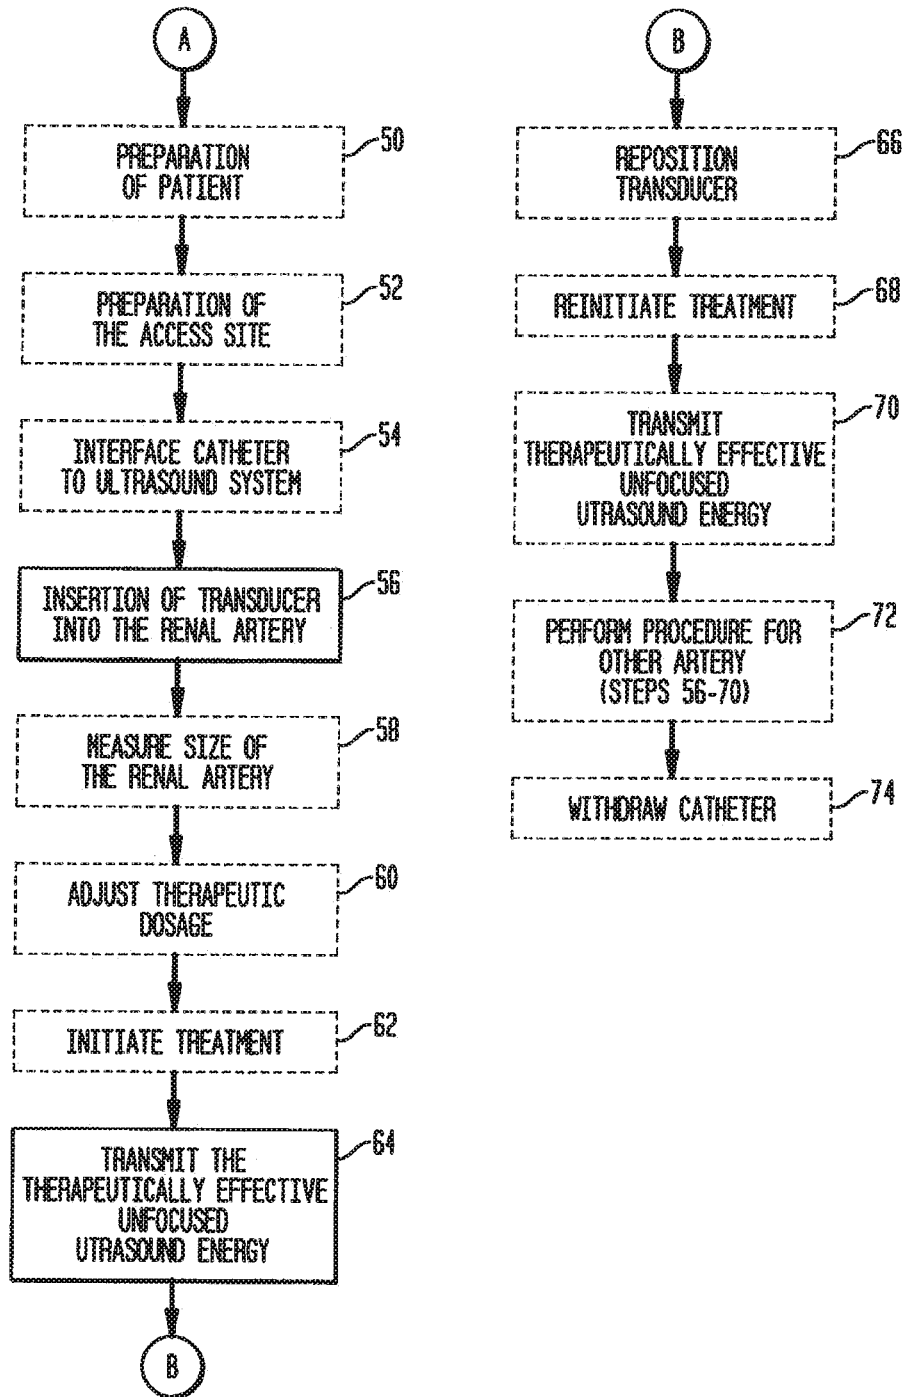 A
PREPARATION
OF PATIENT
50
PREPARATION OF
THE ACCESS SITE
52
INTERFACE CATHETER
TO ULTRASOUND SYSTEM
54
INSERTION OF TRANSDUCER
INTO THE RENAL ARTERY
56
MEASURE SIZE OF
THE RENAL ARTERY
58
ADJUST THERAPEUTIC
DOSAGE
60
INITIATE TREATMENT
62
TRANSMIT THE
THERAPEUTICALLY EFFECTIVE
UNFOCUSED
UTRASOUND ENERGY
64
B
B
REPOSITION
TRANSDUCER
66
REINITIATE TREATMENT
68
TRANSMIT
THERAPEUTICALLY EFFECTIVE
UNFOCUSED
UTRASOUND ENERGY
70
PERFORM PROCEDURE FOR
OTHER ARTERY
(STEPS 56-70)
72
WITHDRAW CATHETER
74